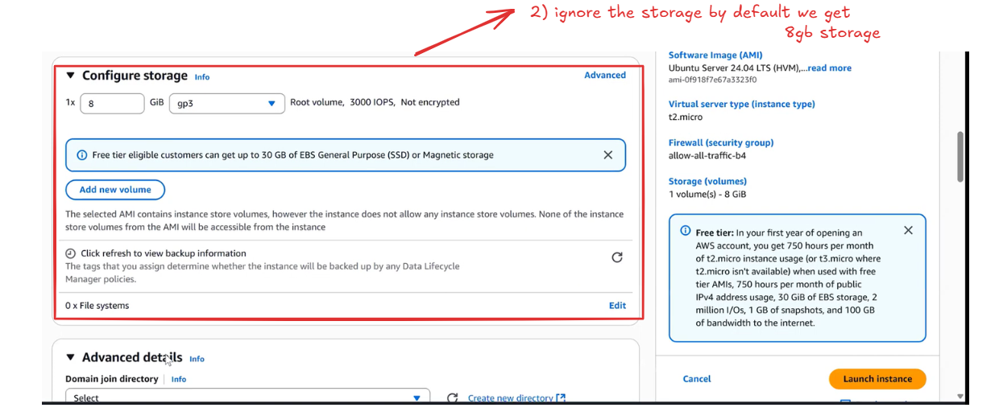 2) ignore the storage by default we get
8gb storage
▼ Configure storage Info
Advanced
1x 8 GiB gp3 Root volume, 3000 IOPS, Not encrypted
Free tier eligible customers can get up to 30 GB of EBS General Purpose (SSD) or Magnetic storage
Add new volume
The selected AMI contains instance store volumes, however the instance does not allow any instance store volumes. None of the instance
store volumes from the AMI will be accessible from the instance
Click refresh to view backup information
The tags that you assign determine whether the instance will be backed up by any Data Lifecycle
Manager policies.
0 x File systems
Edit
▼ Advanced details Info
Domain join directory Info
Select
Create new directory
Software Image (AMI)
Ubuntu Server 24.04 LTS (HVM),...read more
ami-0f918f7e67a3323f0
Virtual server type (instance type)
t2.micro
Firewall (security group)
allow-all-traffic-b4
Storage (volumes)
1 volume(s) - 8 GiB
Free tier: In your first year of opening an
AWS account, you get 750 hours per month
of t2.micro instance usage (or t3.micro where
t2.micro isn't available) when used with free
tier AMIs, 750 hours per month of public
IPv4 address usage, 30 GiB of EBS storage, 2
million I/Os, 1 GB of snapshots, and 100 GB
of bandwidth to the internet.
Cancel
Launch instance